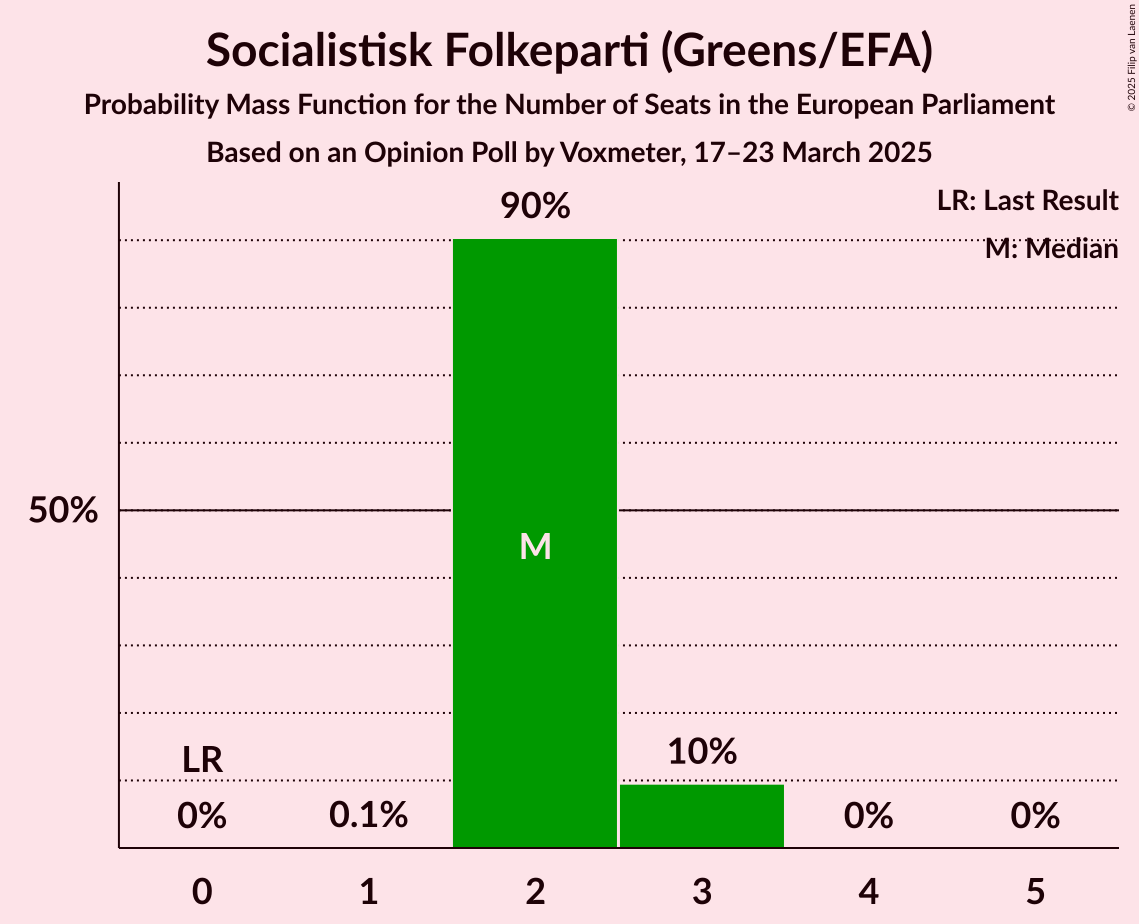 Socialistisk Folkeparti (Greens/EFA)
Probability Mass Function for the Number of Seats in the European Parliament
Based on an Opinion Poll by Voxmeter, 17–23 March 2025
© 2025 Filip van Laenen
LR: Last Result
M: Median
90%
50%
M
LR
10%
0%
0.1%
0%
0%
0
1
2
3
4
5